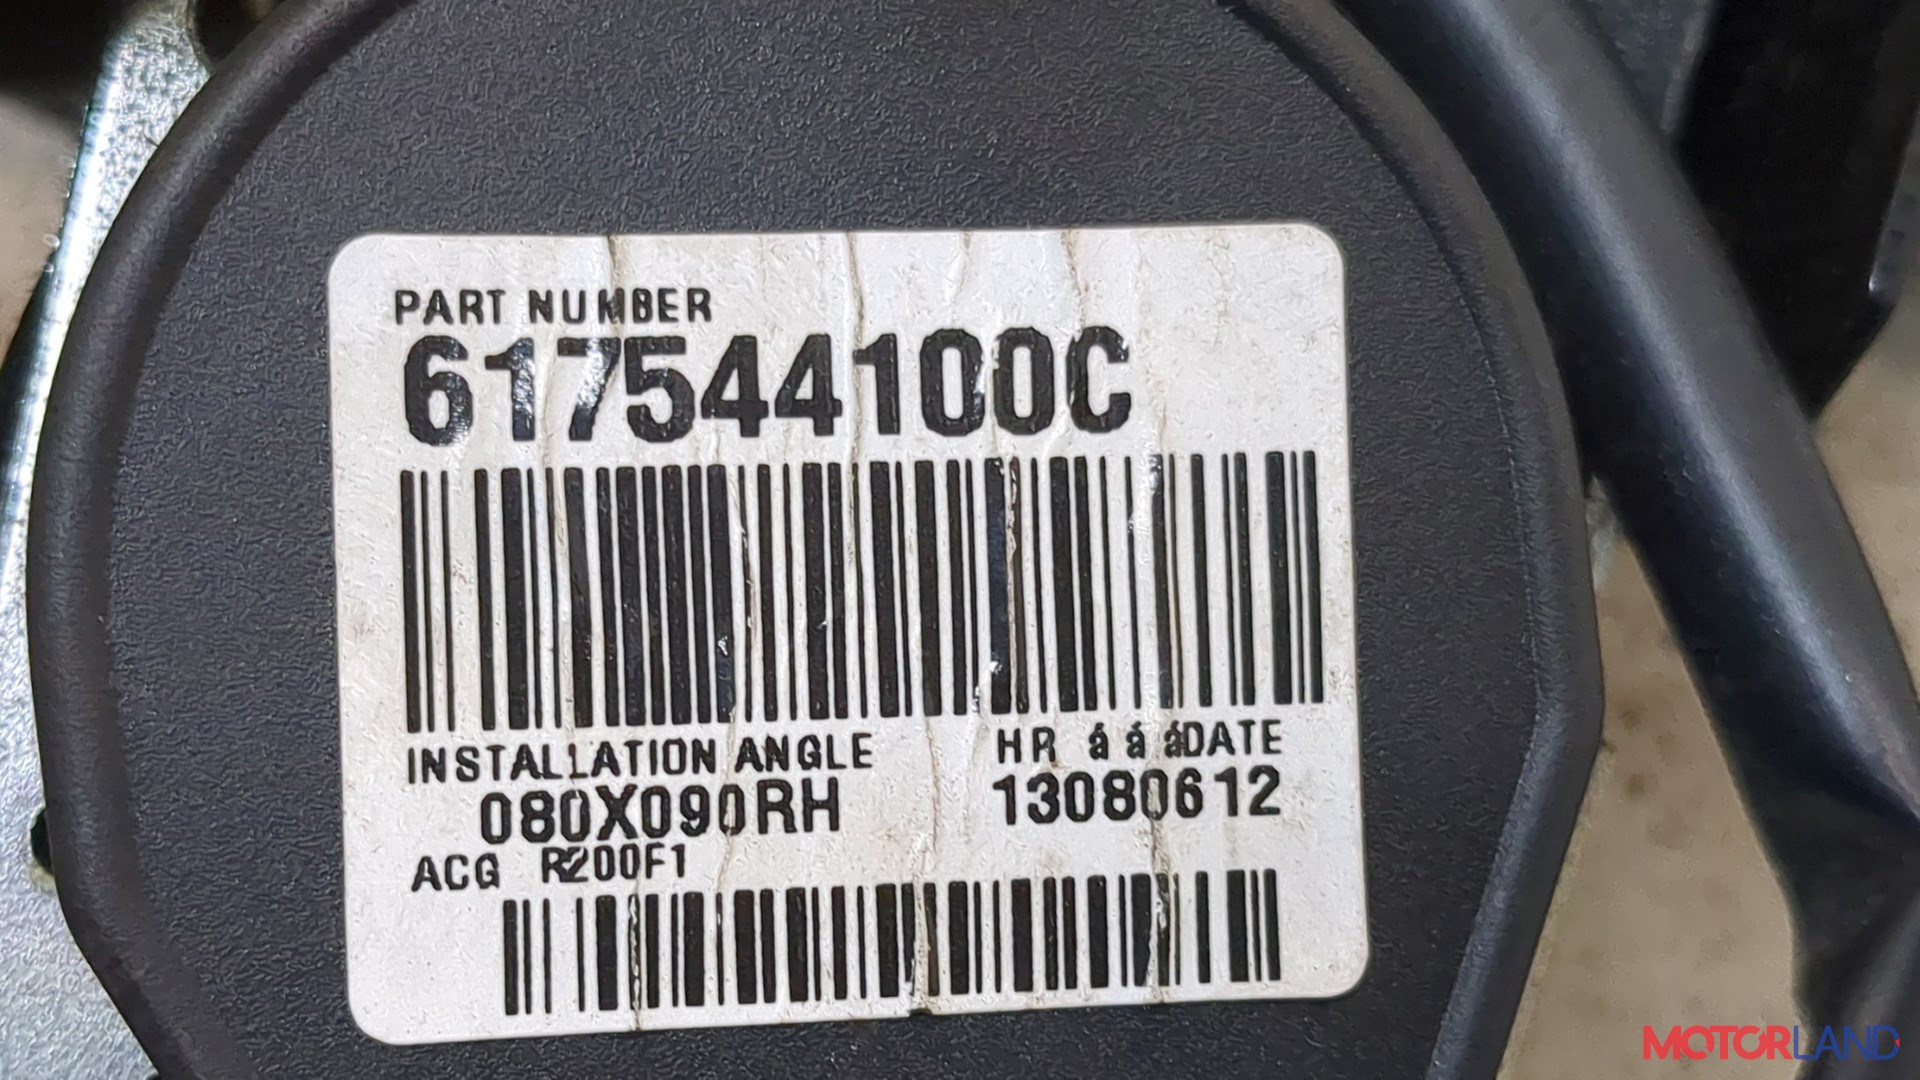 PART NUMBER
617544100C
INSTALLATION ANGLE HR á á áDATE
080X090RH 13080612
ACG R200F1
MOTORLAND